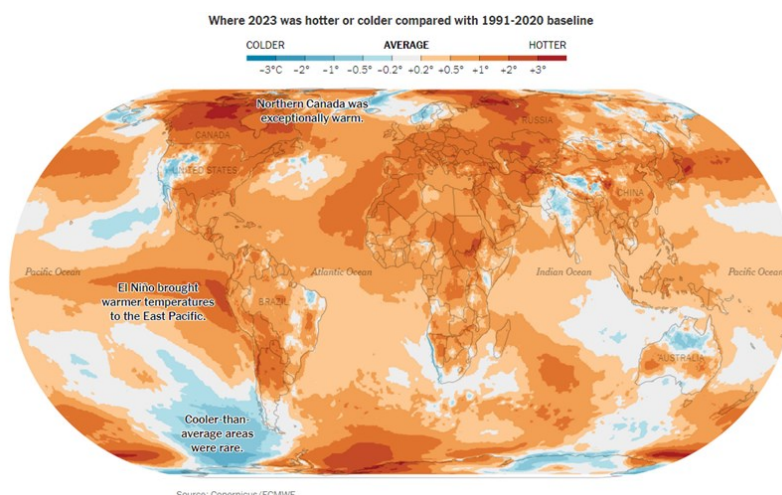 Where 2023 was hotter or colder compared with 1991-2020 baseline
COLDER AVERAGE HOTTER
−3°C −2° −1° −0.5° −0.2° +0.2° +0.5° +1° +2° +3°
Northern Canada was
exceptionally warm.
CANADA
RUSSIA
UNITED STATES
CHINA
Pacific Ocean
Atlantic Ocean
Indian Ocean
Pacific Ocean
El Niño brought
warmer temperatures
to the East Pacific.
BRAZIL
AUSTRALIA
Cooler-than
average areas
were rare.
Source: Copernicus/ECMWF